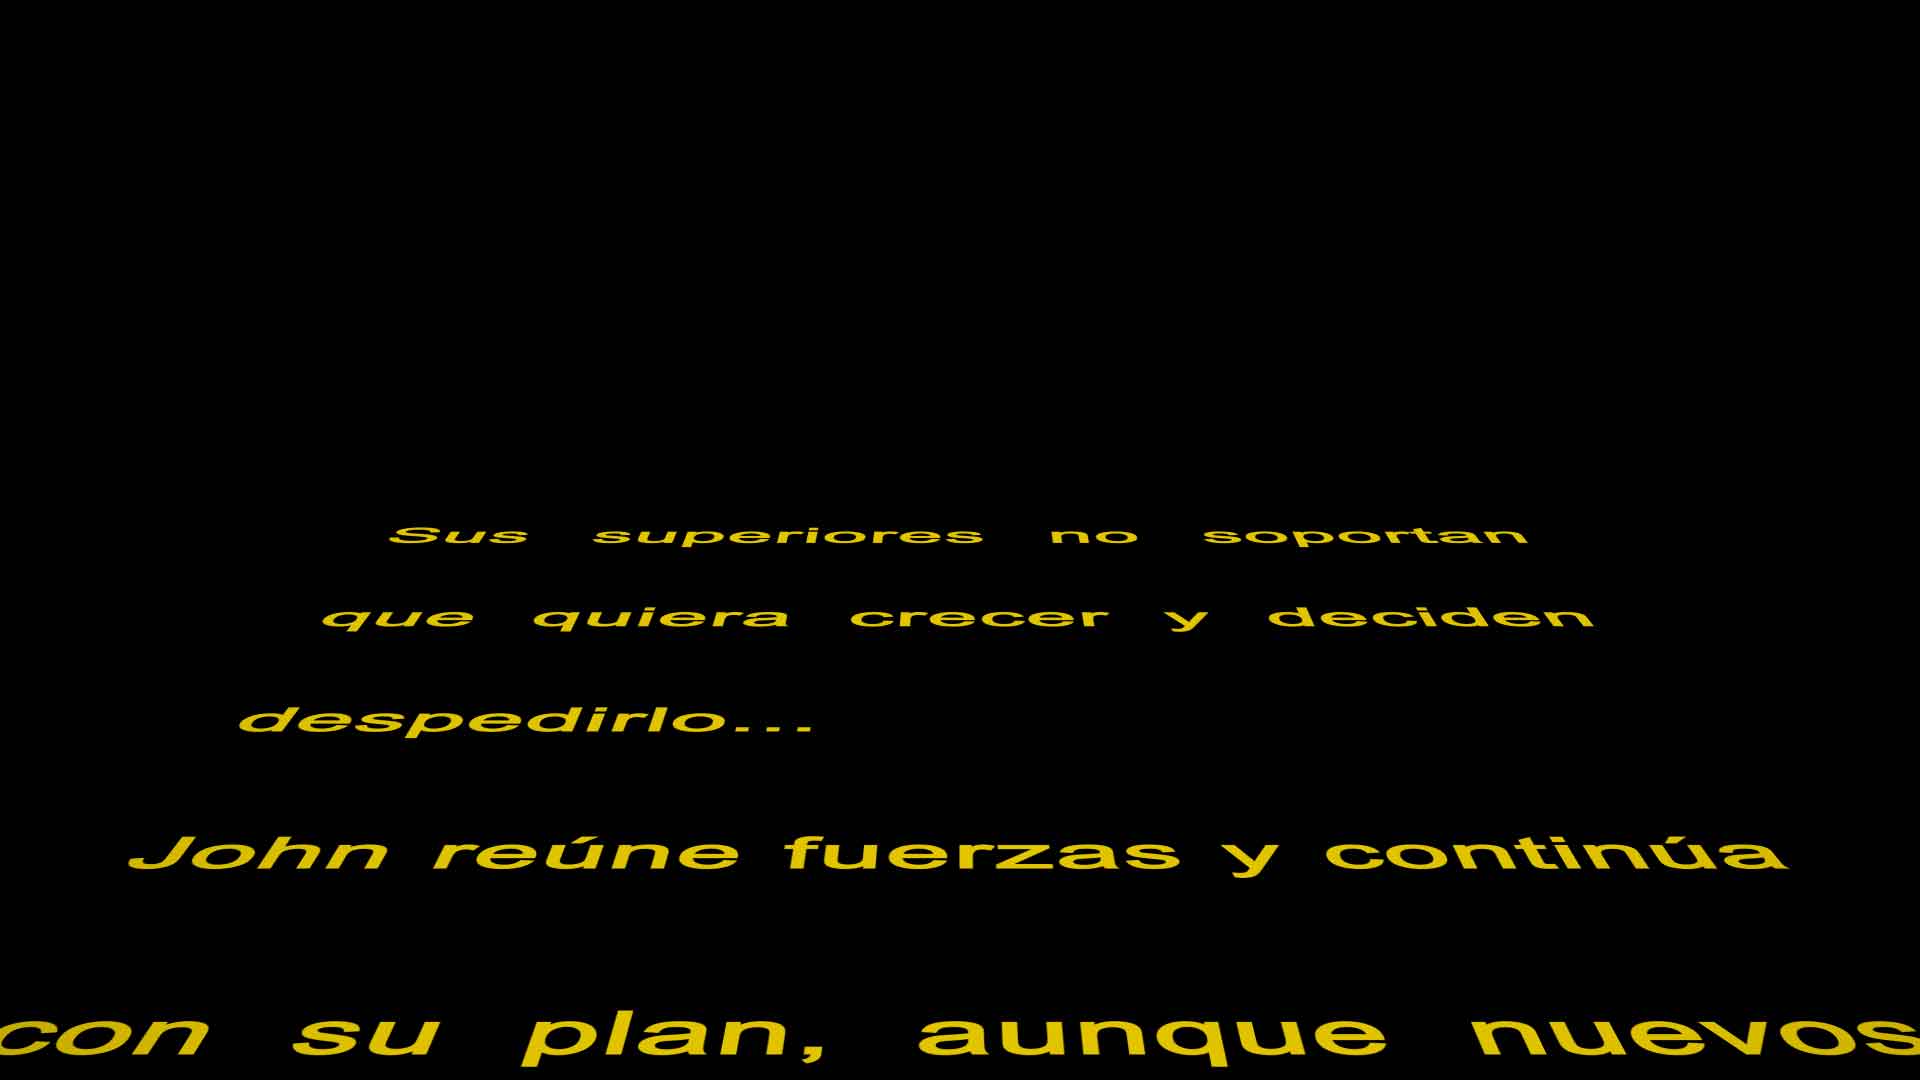 Sus superiores no soportan
que quiera crecer y deciden
despedirlo...
John reúne fuerzas y continúa
con su plan, aunque nuevos